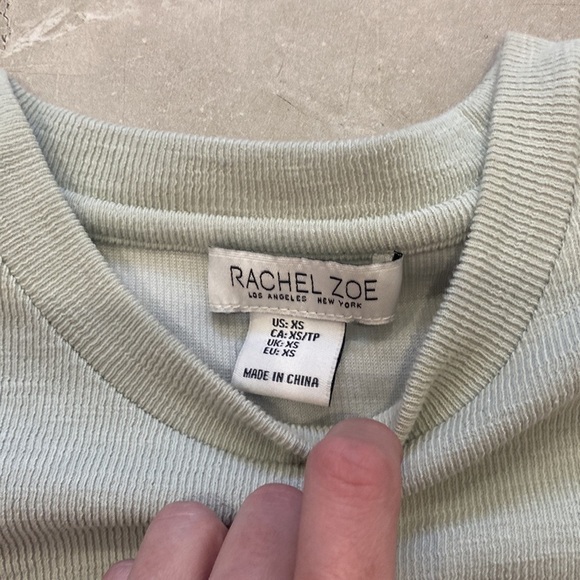 RACHEL ZOE
LOS ANGELES NEW YORK
US: XS
CA: XS/TP
UK: XS
EU: XS
MADE IN CHINA